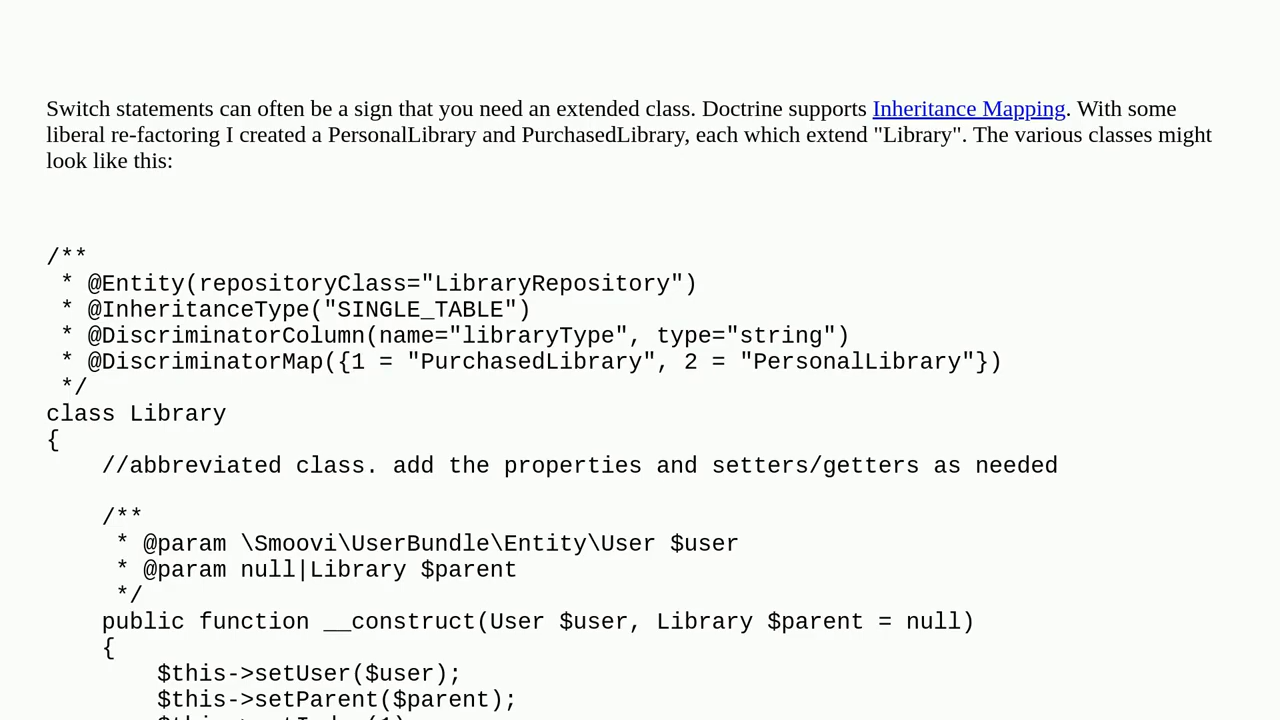 Switch statements can often be a sign that you need an extended class. Doctrine supports Inheritance Mapping. With some
liberal re-factoring I created a PersonalLibrary and PurchasedLibrary, each which extend "Library". The various classes might
look like this:
/**
 * @Entity(repositoryClass="LibraryRepository")
 * @InheritanceType("SINGLE_TABLE")
 * @DiscriminatorColumn(name="libraryType", type="string")
 * @DiscriminatorMap({1 = "PurchasedLibrary", 2 = "PersonalLibrary"})
 */
class Library
{
    //abbreviated class. add the properties and setters/getters as needed
    /**
     * @param \Smoovi\UserBundle\Entity\User $user
     * @param null|Library $parent
     */
    public function __construct(User $user, Library $parent = null)
    {
        $this->setUser($user);
        $this->setParent($parent);